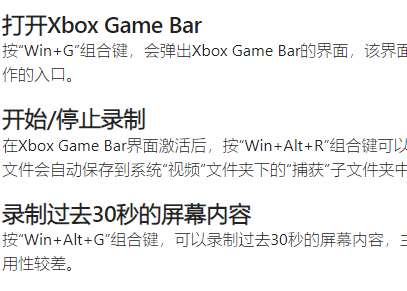 打开Xbox Game Bar
按“Win+G”组合键，会弹出Xbox Game Bar的界面，该界面
作的入口。
开始/停止录制
在Xbox Game Bar界面激活后，按“Win+Alt+R”组合键可以
文件会自动保存到系统“视频”文件夹下的“捕获”子文件夹中
录制过去30秒的屏幕内容
按“Win+Alt+G”组合键，可以录制过去30秒的屏幕内容，主
用性较差。